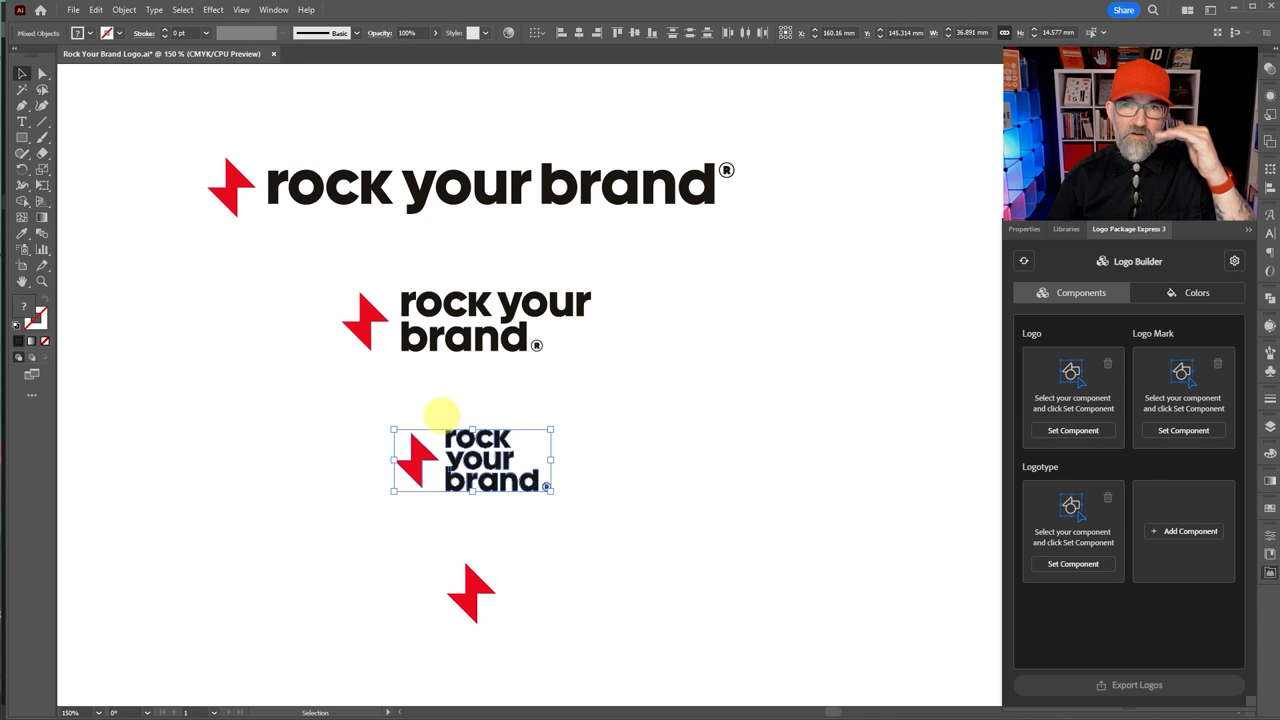 Ai File Edit Object Type Select Effect View Window Help Share
Mixed Objects ? Stroke: 0 pt Basic Opacity: 100% Style: X: 160.16 mm Y: 145.314 mm W: 36.891 mm H: 14.577 mm
Rock Your Brand Logo.ai* @ 150 % (CMYK/CPU Preview) ×
rock your brand®
rock your
brand®
rock
your
brand®
Properties Libraries Logo Package Express 3
Logo Builder
Components Colors
Logo Logo Mark
Select your component Select your component
and click Set Component and click Set Component
Set Component Set Component
Logotype
Select your component
and click Set Component
+ Add Component
Set Component
Export Logos
150% 0° 1 Selection